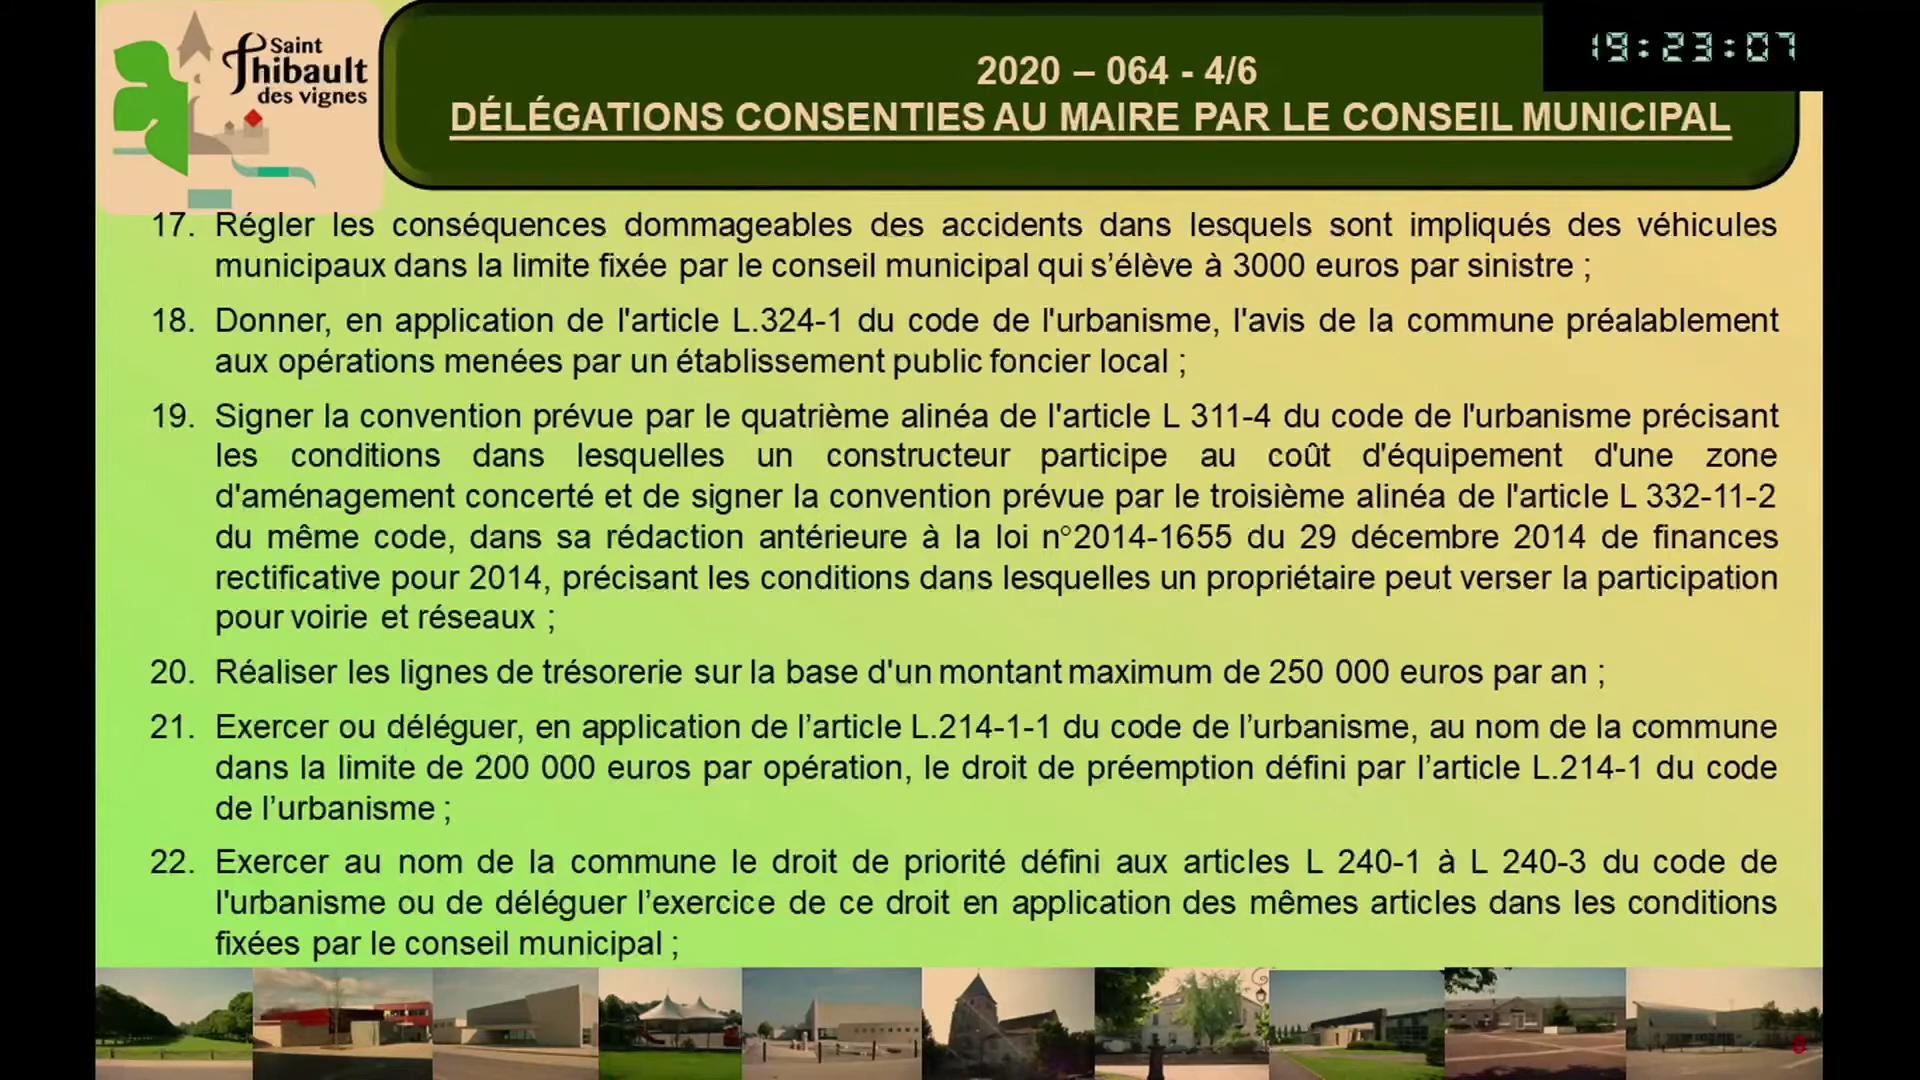 Saint
Thibault
des vignes
19:23:07
2020 – 064 - 4/6
DÉLÉGATIONS CONSENTIES AU MAIRE PAR LE CONSEIL MUNICIPAL
17. Régler les conséquences dommageables des accidents dans lesquels sont impliqués des véhicules
municipaux dans la limite fixée par le conseil municipal qui s’élève à 3000 euros par sinistre ;
18. Donner, en application de l'article L.324-1 du code de l'urbanisme, l'avis de la commune préalablement
aux opérations menées par un établissement public foncier local ;
19. Signer la convention prévue par le quatrième alinéa de l'article L 311-4 du code de l'urbanisme précisant
les conditions dans lesquelles un constructeur participe au coût d'équipement d'une zone
d'aménagement concerté et de signer la convention prévue par le troisième alinéa de l'article L 332-11-2
du même code, dans sa rédaction antérieure à la loi n°2014-1655 du 29 décembre 2014 de finances
rectificative pour 2014, précisant les conditions dans lesquelles un propriétaire peut verser la participation
pour voirie et réseaux ;
20. Réaliser les lignes de trésorerie sur la base d'un montant maximum de 250 000 euros par an ;
21. Exercer ou déléguer, en application de l’article L.214-1-1 du code de l’urbanisme, au nom de la commune
dans la limite de 200 000 euros par opération, le droit de préemption défini par l’article L.214-1 du code
de l’urbanisme ;
22. Exercer au nom de la commune le droit de priorité défini aux articles L 240-1 à L 240-3 du code de
l'urbanisme ou de déléguer l’exercice de ce droit en application des mêmes articles dans les conditions
fixées par le conseil municipal ;